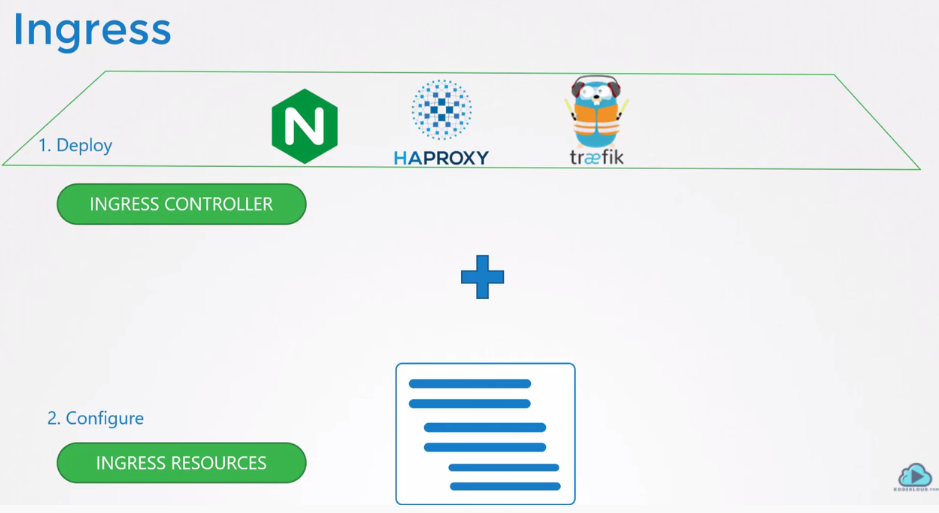 Ingress
1. Deploy
N
HAPROXY
træfik
INGRESS CONTROLLER
2. Configure
INGRESS RESOURCES